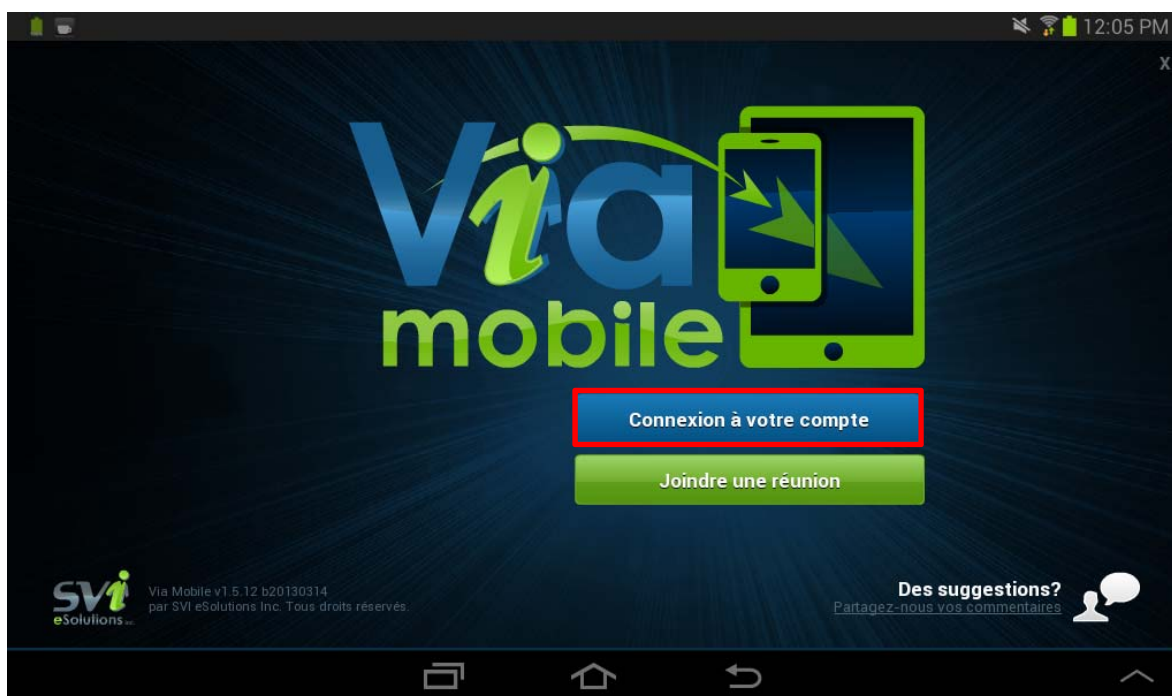 12:05 PM
x
Via
mobile
Connexion à votre compte
Joindre une réunion
SVi
eSolutions
Via Mobile v1.5.12 b20130314
par SVI eSolutions Inc. Tous droits réservés.
Des suggestions?
Partagez-nous vos commentaires